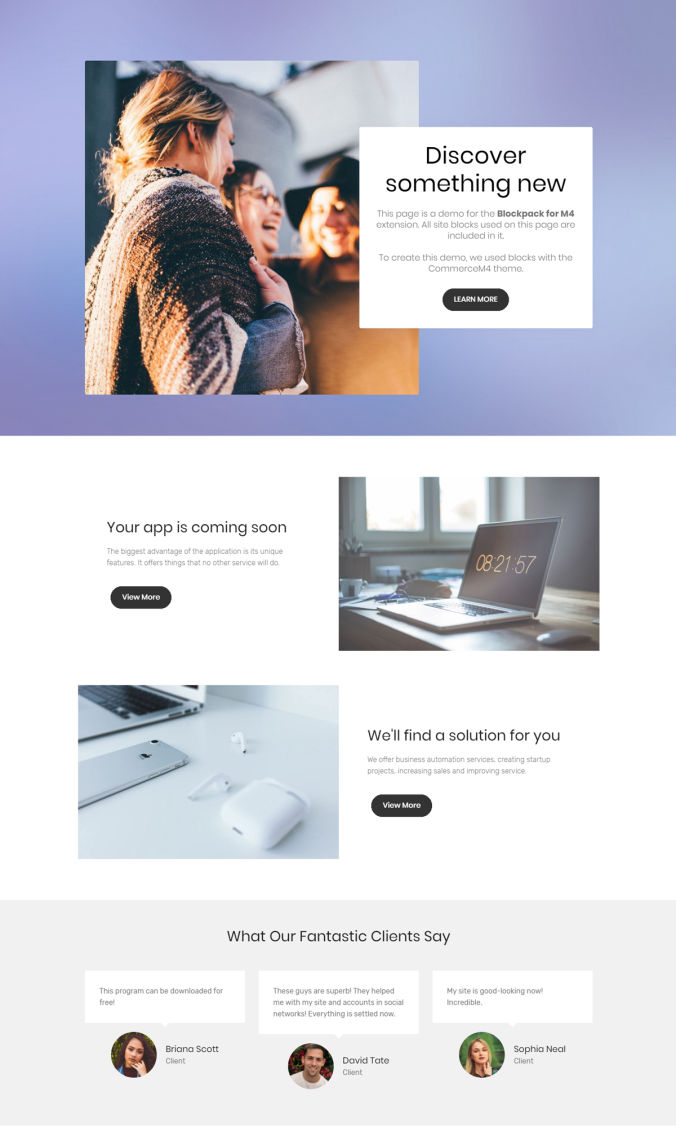 Discover
something new
This page is a demo for the Blockpack for M4
extension. All site blocks used on this page are
included in it.
To create this demo, we used blocks with the
CommerceM4 theme.
LEARN MORE
Your app is coming soon
The biggest advantage of the application is its unique
features. It offers things that no other service will do.
View More
08:21:57
We'll find a solution for you
We offer business automation services, creating startup
projects, increasing sales and improving service.
View More
What Our Fantastic Clients Say
This program can be downloaded for
free!
Briana Scott
Client
These guys are superb! They helped
me with my site and accounts in social
networks! Everything is settled now.
David Tate
Client
My site is good-looking now!
Incredible.
Sophia Neal
Client